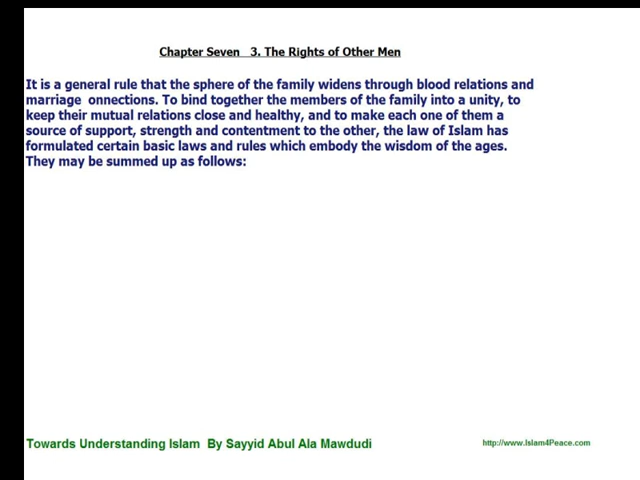 Chapter Seven   3. The Rights of Other Men
It is a general rule that the sphere of the family widens through blood relations and
marriage  onnections. To bind together the members of the family into a unity, to
keep their mutual relations close and healthy, and to make each one of them a
source of support, strength and contentment to the other, the law of Islam has
formulated certain basic laws and rules which embody the wisdom of the ages.
They may be summed up as follows:
Towards Understanding Islam  By Sayyid Abul Ala Mawdudi
http://www.Islam4Peace.com